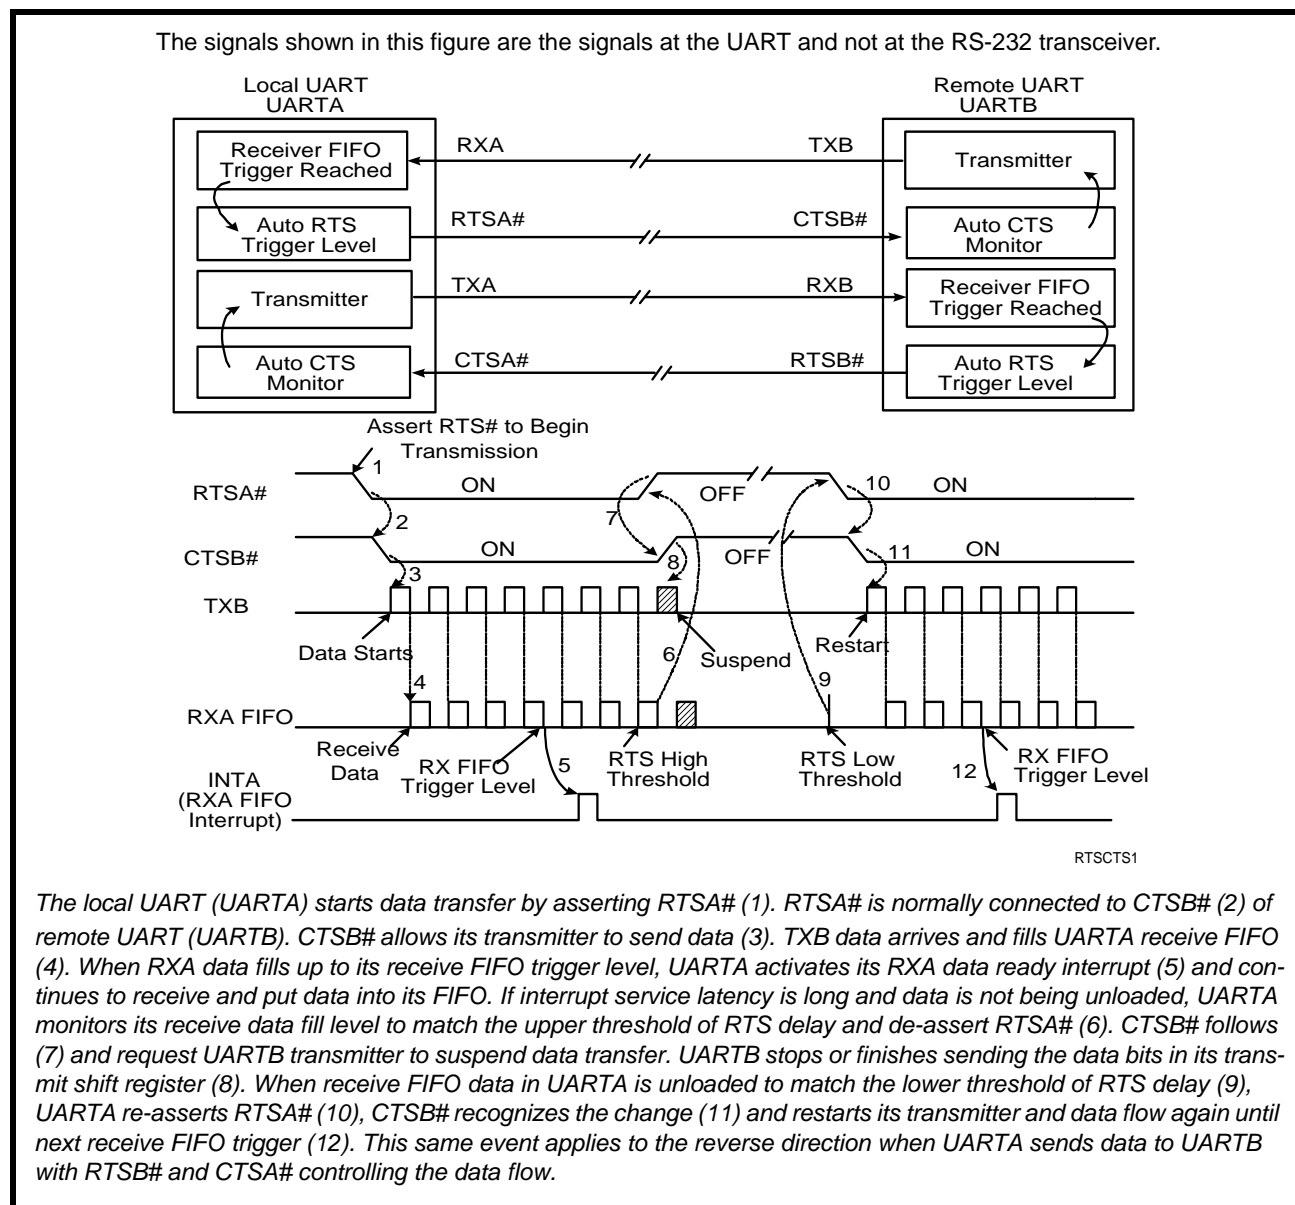 The signals shown in this figure are the signals at the UART and not at the RS-232 transceiver.
Local UART
UARTA
Remote UART
UARTB
Receiver FIFO
Trigger Reached
RXA
TXB
Transmitter
Auto RTS
Trigger Level
RTSA#
CTSB#
Auto CTS
Monitor
Transmitter
TXA
RXB
Receiver FIFO
Trigger Reached
Auto CTS
Monitor
CTSA#
RTSB#
Auto RTS
Trigger Level
Assert RTS# to Begin
Transmission
1
RTSA#
ON
OFF
10
ON
2
7
CTSB#
ON
8
OFF
11
ON
3
TXB
Data Starts
6
Suspend
Restart
4
9
RXA FIFO
Receive
Data
RX FIFO
Trigger Level
5
RTS High
Threshold
RTS Low
Threshold
12
RX FIFO
Trigger Level
INTA
(RXA FIFO
Interrupt)
RTSCTS1
The local UART (UARTA) starts data transfer by asserting RTSA# (1). RTSA# is normally connected to CTSB# (2) of
remote UART (UARTB). CTSB# allows its transmitter to send data (3). TXB data arrives and fills UARTA receive FIFO
(4). When RXA data fills up to its receive FIFO trigger level, UARTA activates its RXA data ready interrupt (5) and con-
tinues to receive and put data into its FIFO. If interrupt service latency is long and data is not being unloaded, UARTA
monitors its receive data fill level to match the upper threshold of RTS delay and de-assert RTSA# (6). CTSB# follows
(7) and request UARTB transmitter to suspend data transfer. UARTB stops or finishes sending the data bits in its trans-
mit shift register (8). When receive FIFO data in UARTA is unloaded to match the lower threshold of RTS delay (9),
UARTA re-asserts RTSA# (10), CTSB# recognizes the change (11) and restarts its transmitter and data flow again until
next receive FIFO trigger (12). This same event applies to the reverse direction when UARTA sends data to UARTB
with RTSB# and CTSA# controlling the data flow.